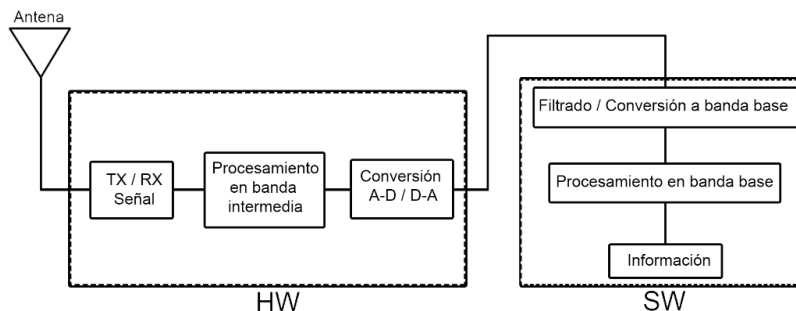 Antena
TX / RX
Señal
Procesamiento
en banda
intermedia
Conversión
A-D / D-A
HW
Filtrado / Conversión a banda base
Procesamiento en banda base
Información
SW